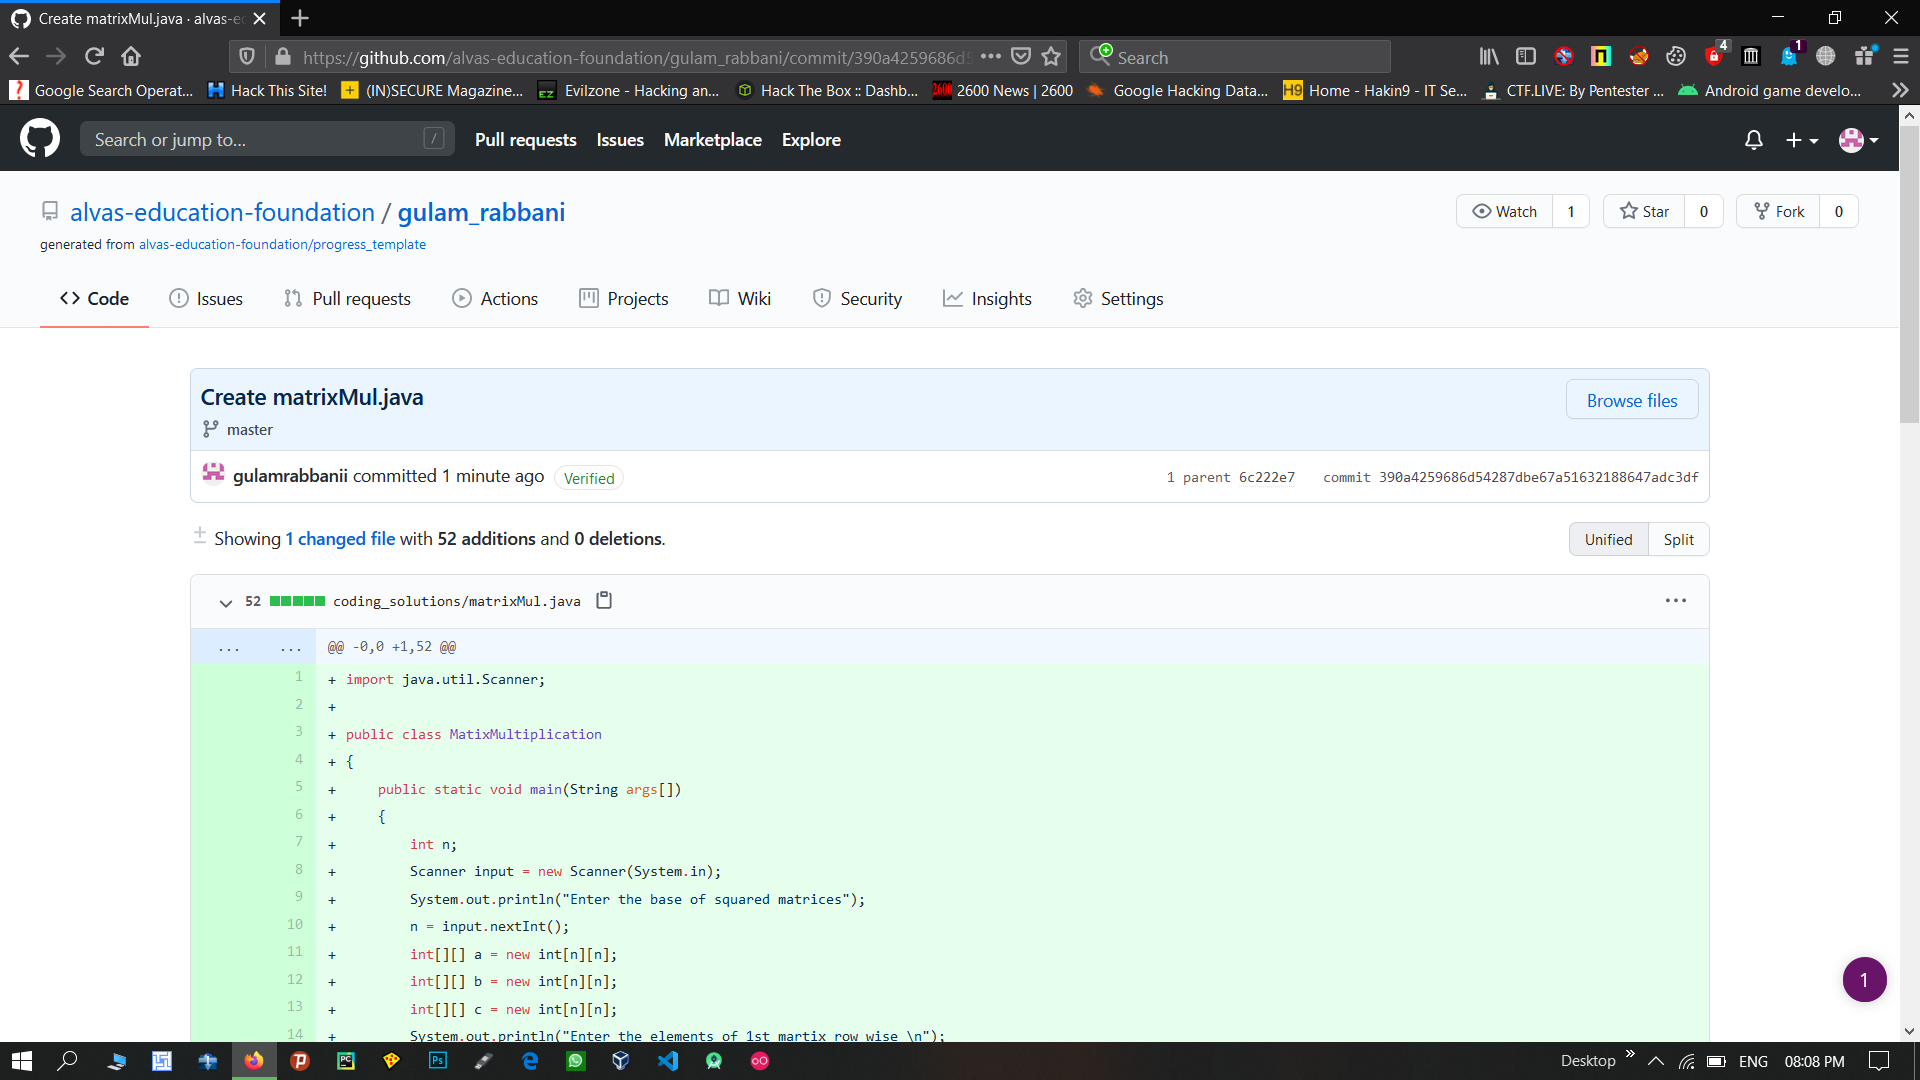 Create matrixMul.java · alvas-ed
https://github.com/alvas-education-foundation/gulam_rabbani/commit/390a4259686d5
Search
4
1
Google Search Operat...
Hack This Site!
(IN)SECURE Magazine...
Evilzone - Hacking an...
Hack The Box :: Dashb...
2600 News | 2600
Google Hacking Data...
Home - Hakin9 - IT Se...
CTF.LIVE: By Pentester ...
Android game develo...
Search or jump to...
/
Pull requests
Issues
Marketplace
Explore
alvas-education-foundation / gulam_rabbani
Watch 1
Star 0
Fork 0
generated from alvas-education-foundation/progress_template
Code
Issues
Pull requests
Actions
Projects
Wiki
Security
Insights
Settings
Create matrixMul.java
Browse files
master
gulamrabbanii committed 1 minute ago Verified
1 parent 6c222e7 commit 390a4259686d54287dbe67a51632188647adc3df
Showing 1 changed file with 52 additions and 0 deletions.
Unified Split
52 coding_solutions/matrixMul.java
... ... @@ -0,0 +1,52 @@
1 + import java.util.Scanner;
2 +
3 + public class MatixMultiplication
4 + {
5 + public static void main(String args[])
6 + {
7 + int n;
8 + Scanner input = new Scanner(System.in);
9 + System.out.println("Enter the base of squared matrices");
10 + n = input.nextInt();
11 + int[][] a = new int[n][n];
12 + int[][] b = new int[n][n];
13 + int[][] c = new int[n][n];
14 + System.out.println("Enter the elements of 1st martix row wise \n");
1
Desktop
ENG
08:08 PM